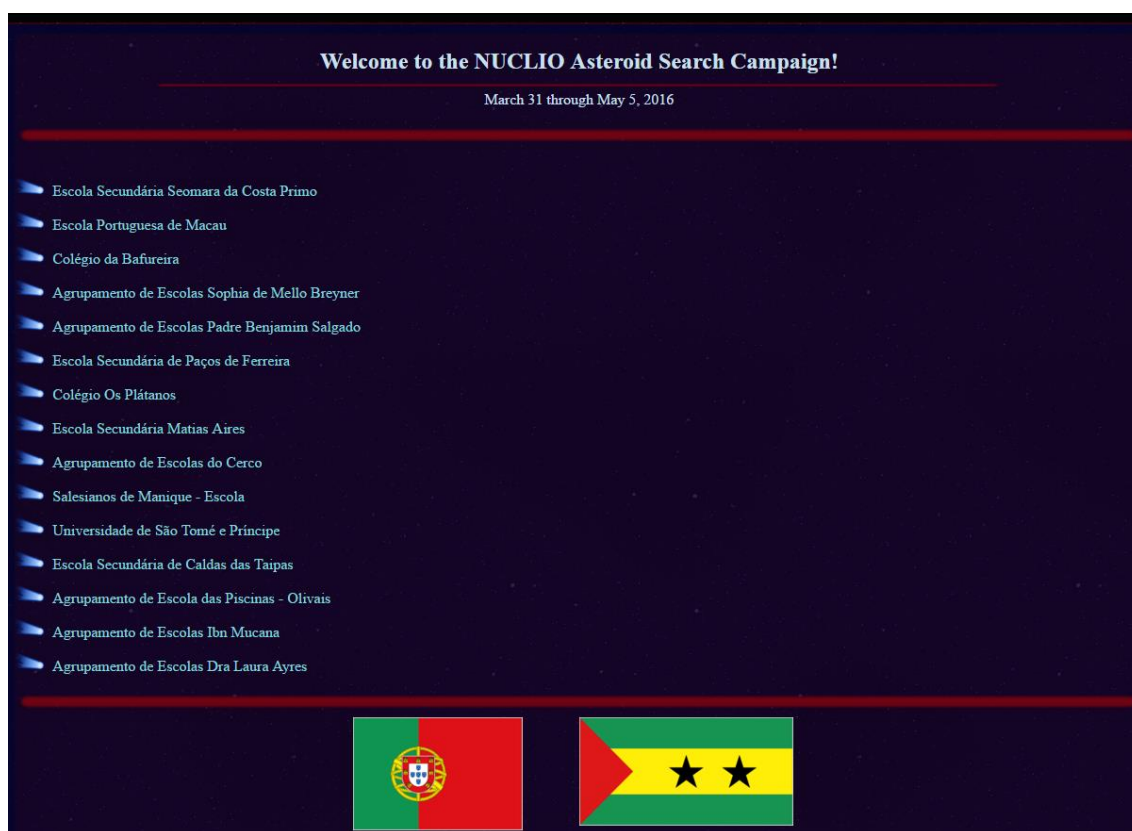 Welcome to the NUCLIO Asteroid Search Campaign!
March 31 through May 5, 2016
Escola Secundária Seomara da Costa Primo
Escola Portuguesa de Macau
Colégio da Bafureira
Agrupamento de Escolas Sophia de Mello Breyner
Agrupamento de Escolas Padre Benjamim Salgado
Escola Secundária de Paços de Ferreira
Colégio Os Plátanos
Escola Secundária Matias Aires
Agrupamento de Escolas do Cerco
Salesianos de Manique - Escola
Universidade de São Tomé e Príncipe
Escola Secundária de Caldas das Taipas
Agrupamento de Escola das Piscinas - Olivais
Agrupamento de Escolas Ibn Mucana
Agrupamento de Escolas Dra Laura Ayres